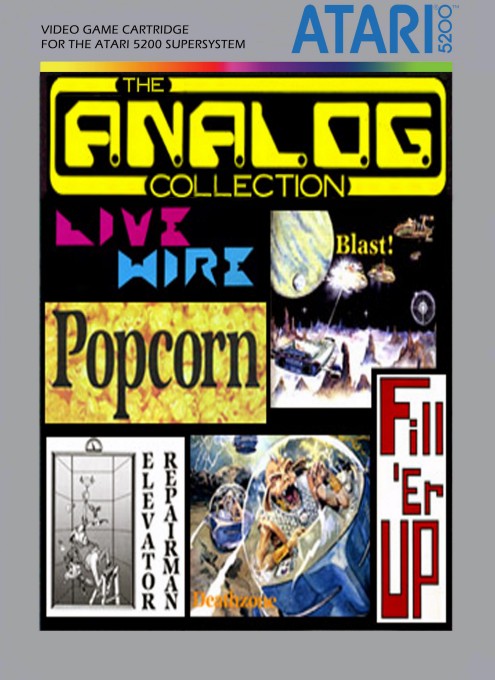 VIDEO GAME CARTRIDGE
FOR THE ATARI 5200 SUPERSYSTEM
ATARI®
5200™
THE
A.N.A.L.O.G.
COLLECTION
LIVE
WIRE
Blast!
Popcorn
Fill
'Er
UP
ELEVATOR
REPAIRMAN
Deathzone